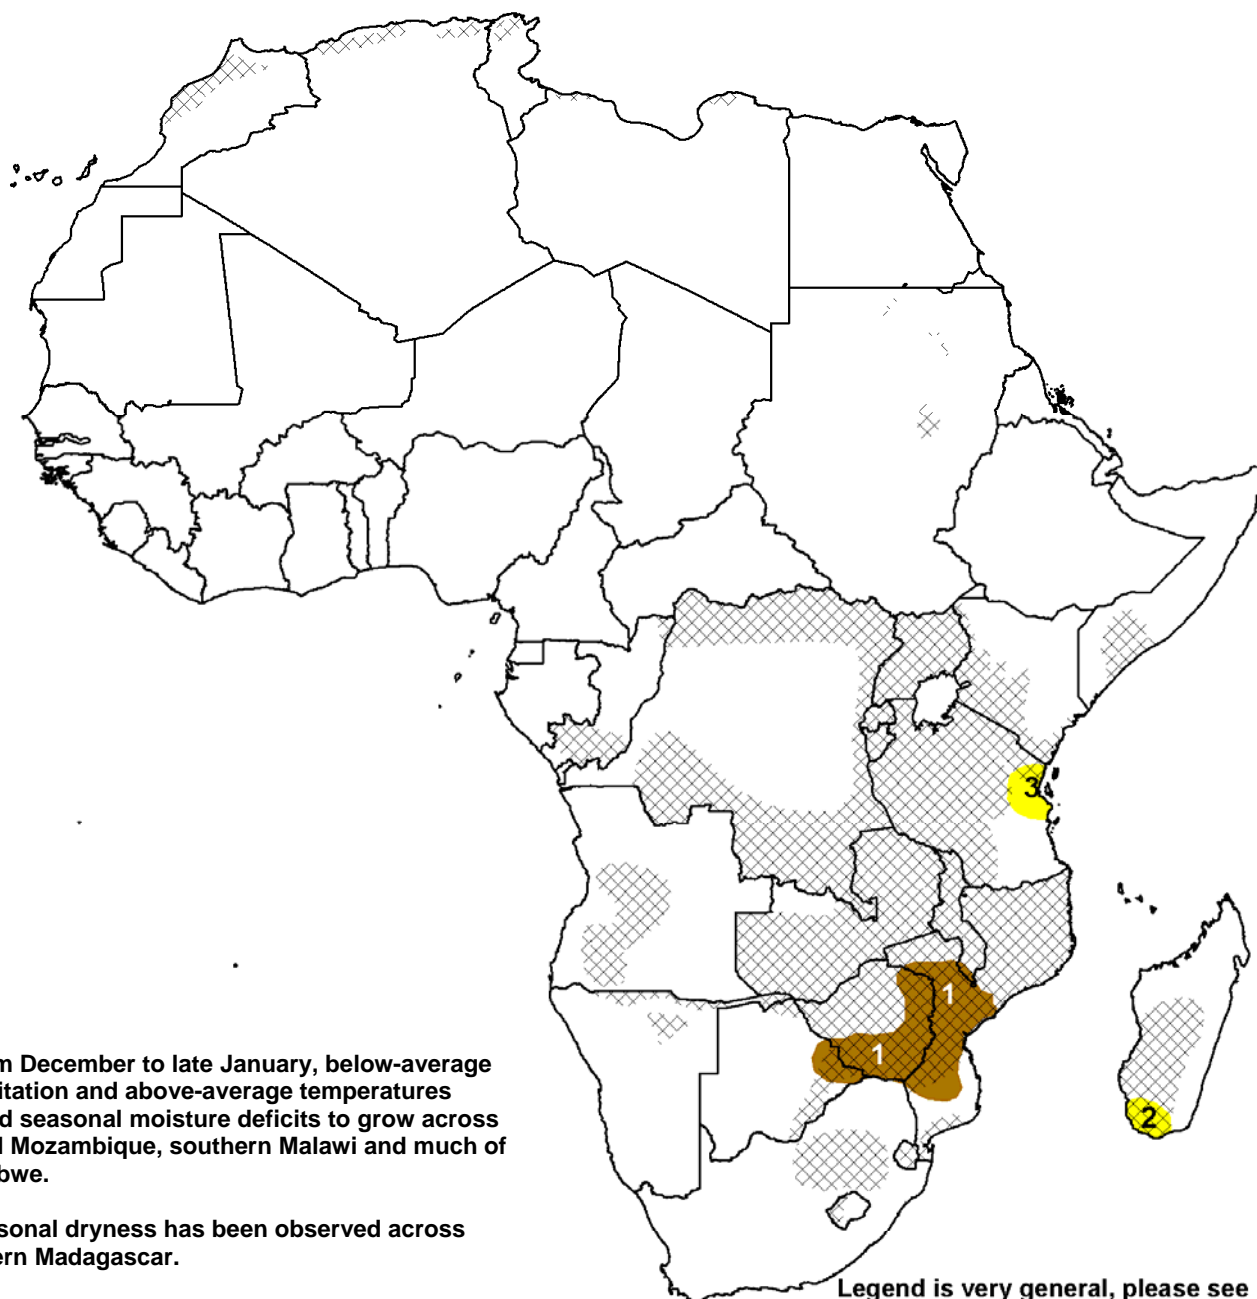 3
1
1
2
m December to late January, below-average
itation and above-average temperatures
d seasonal moisture deficits to grow across
l Mozambique, southern Malawi and much of
bwe.
sonal dryness has been observed across
ern Madagascar.
Legend is very general, please see